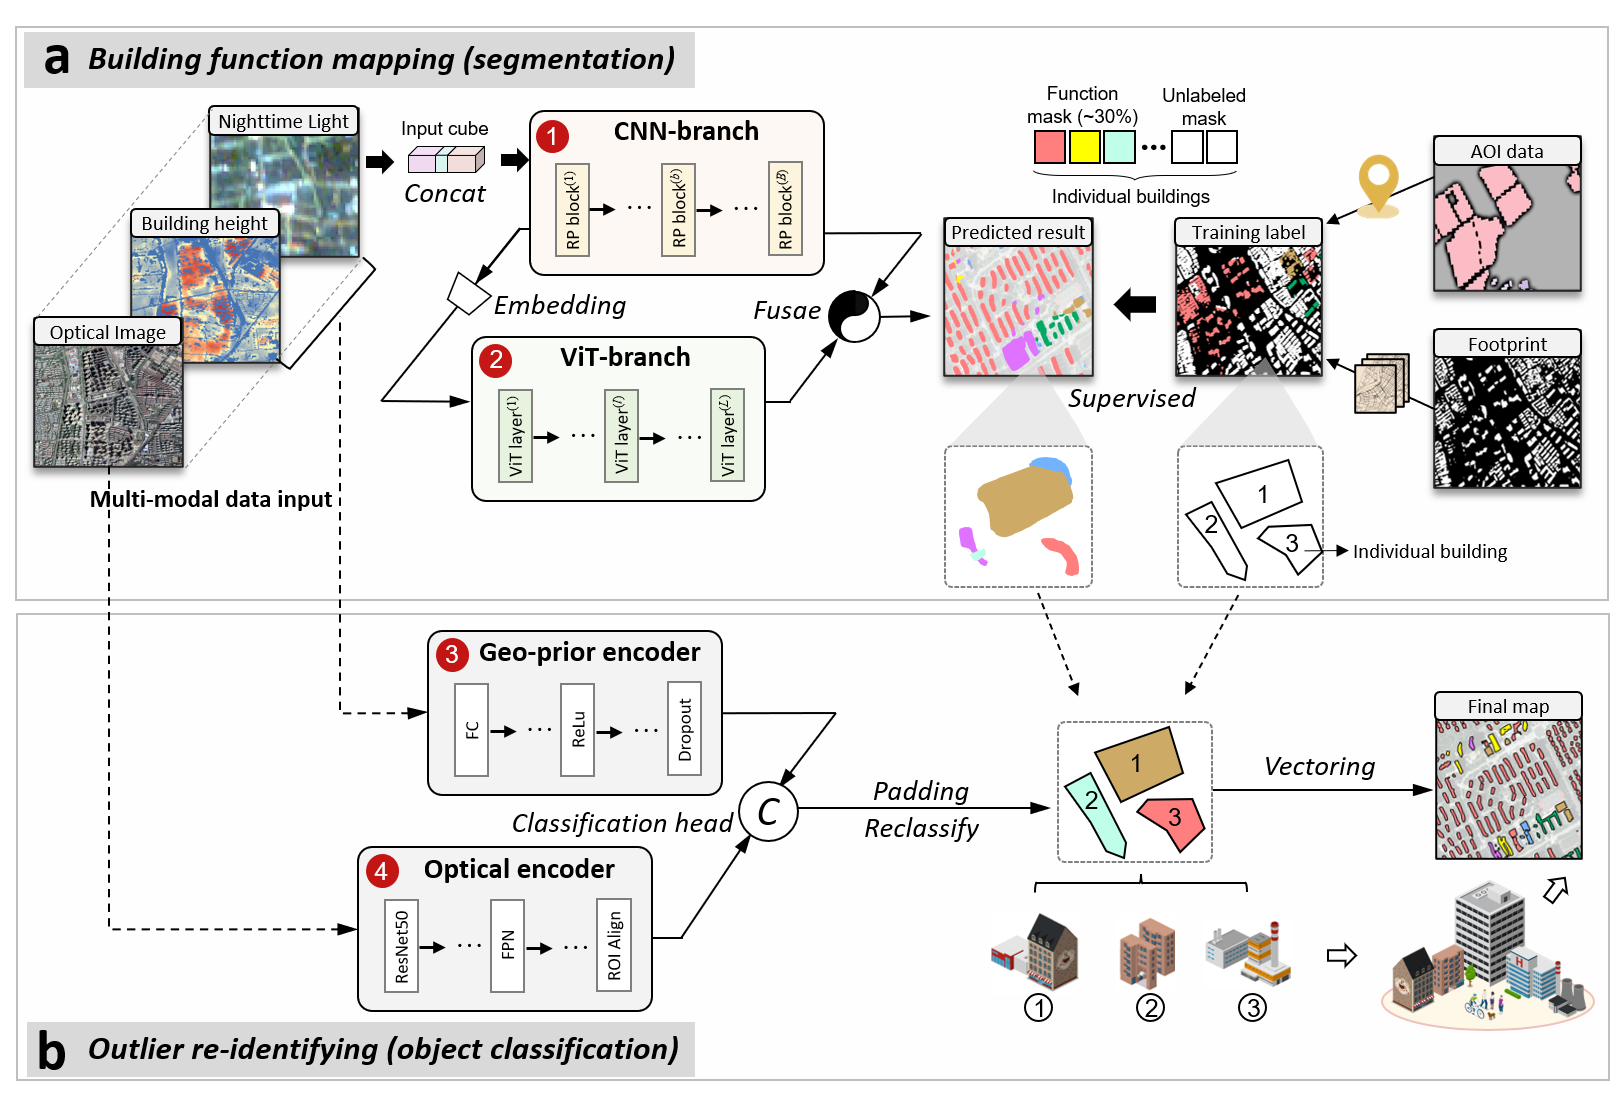 a Building function mapping (segmentation)
Nighttime Light
Building height
Optical Image
Multi-modal data input
Input cube
Concat
1 CNN-branch
RP block(1)
...
RP block(b)
...
RP block(B)
Embedding
Fusae
2 ViT-branch
ViT layer(1)
...
ViT layer(l)
...
ViT layer(L)
Function
mask (~30%)
Unlabeled
mask
...
Individual buildings
Predicted result
Training label
AOI data
Footprint
Supervised
1
2
3
Individual building
3 Geo-prior encoder
FC
...
ReLu
...
Dropout
Classification head
C
4 Optical encoder
ResNet50
...
FPN
...
ROI Align
Padding
Reclassify
1
2
3
Vectoring
Final map
1
2
3
H
b Outlier re-identifying (object classification)